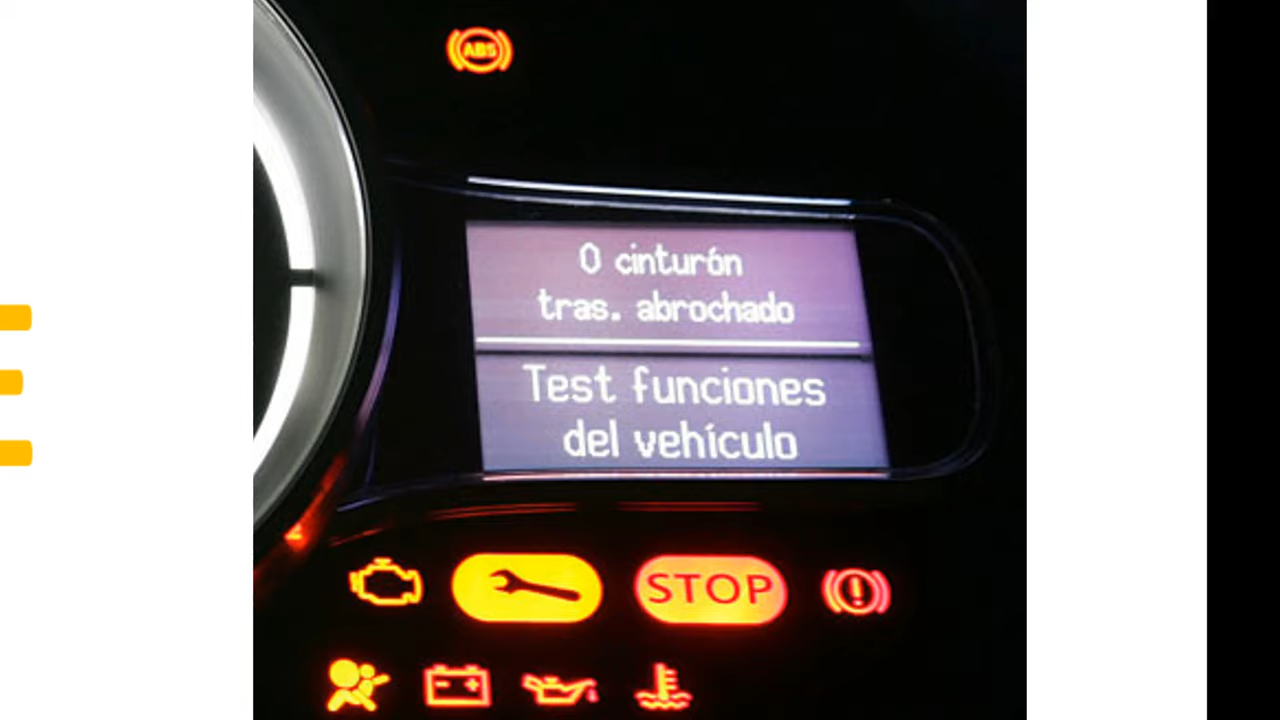 ABS
0 cinturón
tras. abrochado
Test funciones
del vehículo
STOP